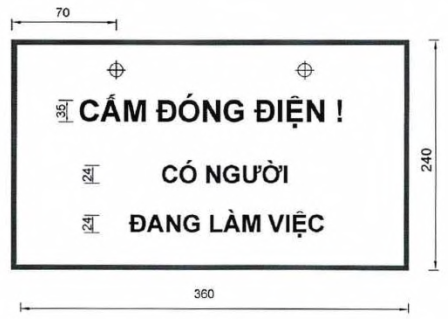 70
35 CẤM ĐÓNG ĐIỆN !
24 CÓ NGƯỜI
24 ĐANG LÀM VIỆC
240
360